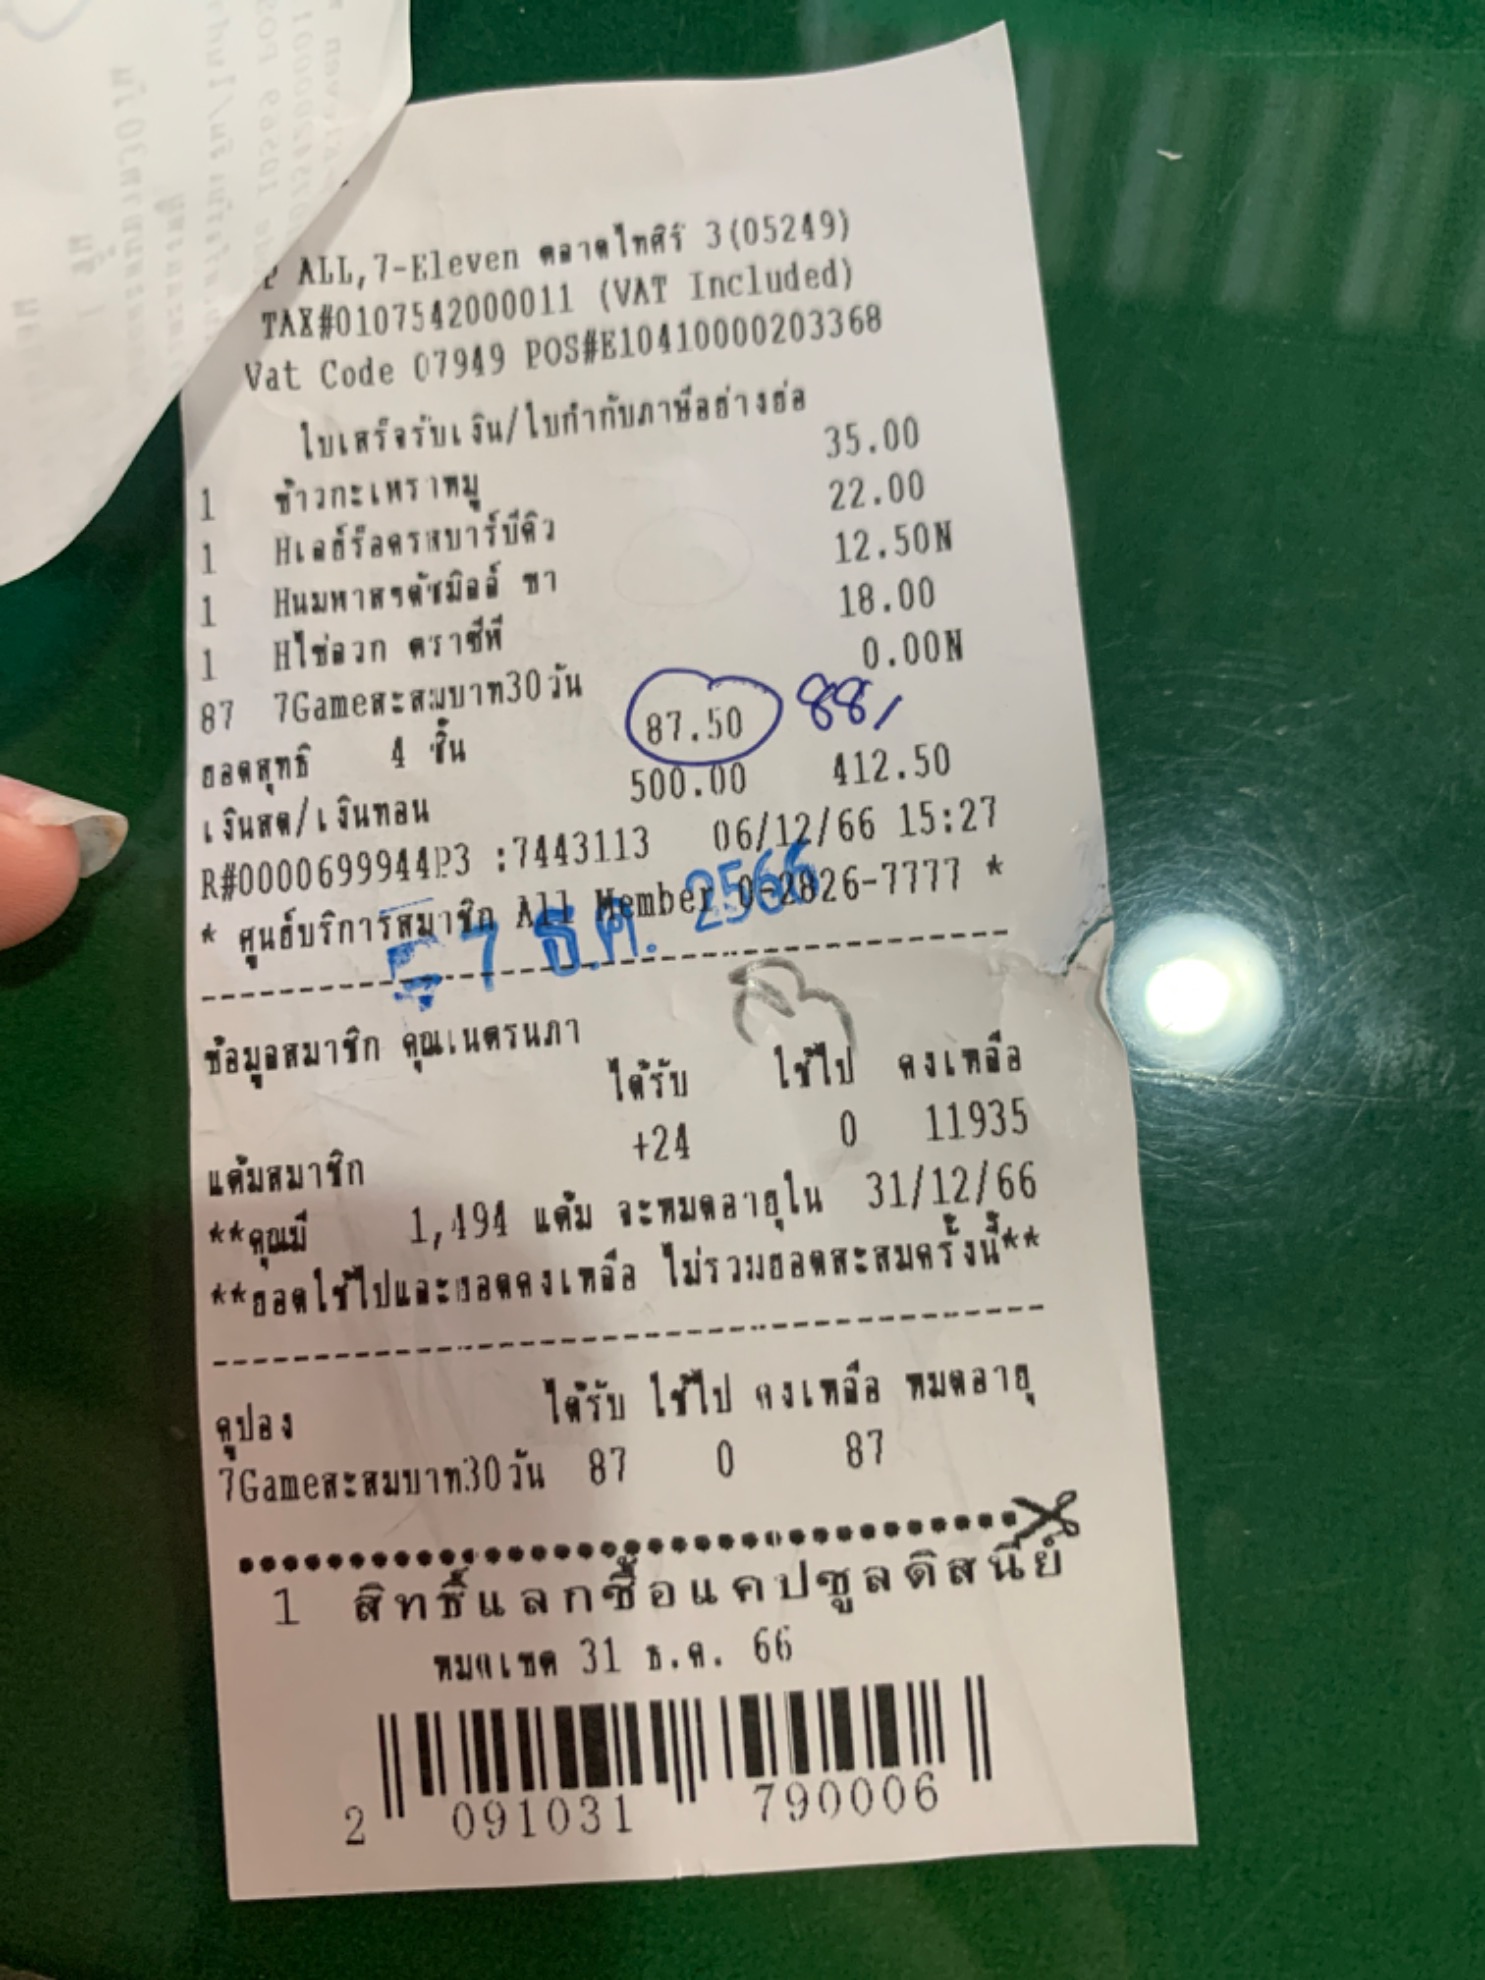 ALL,7-Eleven ตลาดไทศิริ 3(05249)
TAX#0107542000011 (VAT Included)
Vat Code 07949 POS#E10410000203368
ใบเสร็จรับเงิน/ใบกำกับภาษีอย่างย่อ
1 ข้าวกะเพราหมู 35.00
1 Hเลย์ร็อครสบาร์บีคิว 22.00
1 Hนมพาสฯดัชมิลล์ ชา 12.50N
1 Hไข่ลวก ตราซีพี 18.00
87 7Gameสะสมบาท30วัน 0.00N
ยอดสุทธิ 4 ชิ้น 87.50 88,
เงินสด/เงินทอน 500.00 412.50
R#0000699944P3 :7443113 06/12/66 15:27
* ศูนย์บริการสมาชิก All Member 0-2826-7777 *
-7 ธ.ค. 2566
ข้อมูลสมาชิก คุณเนตรนภา
ได้รับ ใช้ไป คงเหลือ
แต้มสมาชิก +24 0 11935
**คุณมี 1,494 แต้ม จะหมดอายุใน 31/12/66
**ยอดใช้ไปและยอดคงเหลือ ไม่รวมยอดสะสมครั้งนี้**
คูปอง ได้รับ ใช้ไป คงเหลือ หมดอายุ
7Gameสะสมบาท30วัน 87 0 87
1 สิทธิ์แลกซื้อแคปซูลดิสนีย์
หมดเขต 31 ธ.ค. 66
2 091031 790006